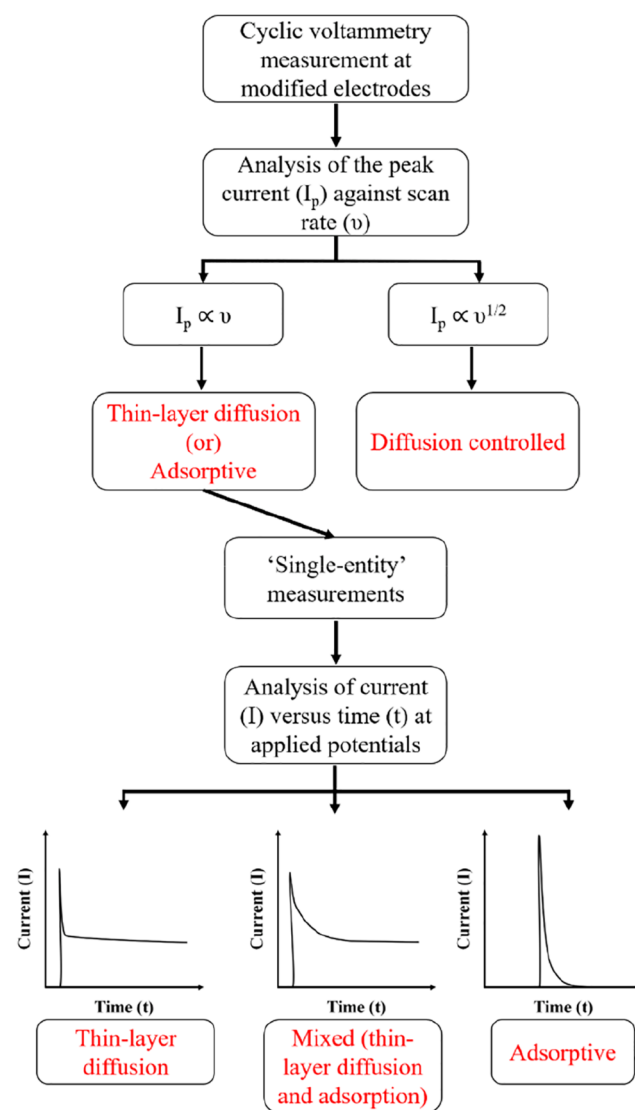 Cyclic voltammetry
measurement at
modified electrodes
Analysis of the peak
current (Iₚ) against scan
rate (υ)
Iₚ ∝ υ
Iₚ ∝ υ¹ᐟ²
Thin-layer diffusion
(or)
Adsorptive
Diffusion controlled
‘Single-entity’
measurements
Analysis of current
(I) versus time (t) at
applied potentials
Current (I)
Time (t)
Current (I)
Time (t)
Current (I)
Time (t)
Thin-layer
diffusion
Mixed (thin-
layer diffusion
and adsorption)
Adsorptive